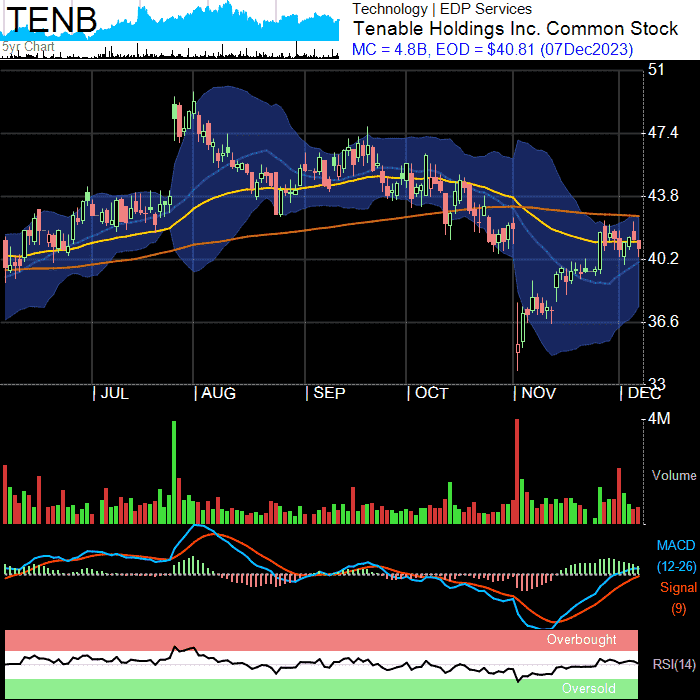 TENB
5yr Chart
Technology | EDP Services
Tenable Holdings Inc. Common Stock
MC = 4.8B, EOD = $40.81 (07Dec2023)
51
47.4
43.8
40.2
36.6
33
| JUL | AUG | SEP | OCT | NOV | DEC
4M
Volume
MACD
(12-26)
Signal
(9)
Overbought
RSI(14)
Oversold